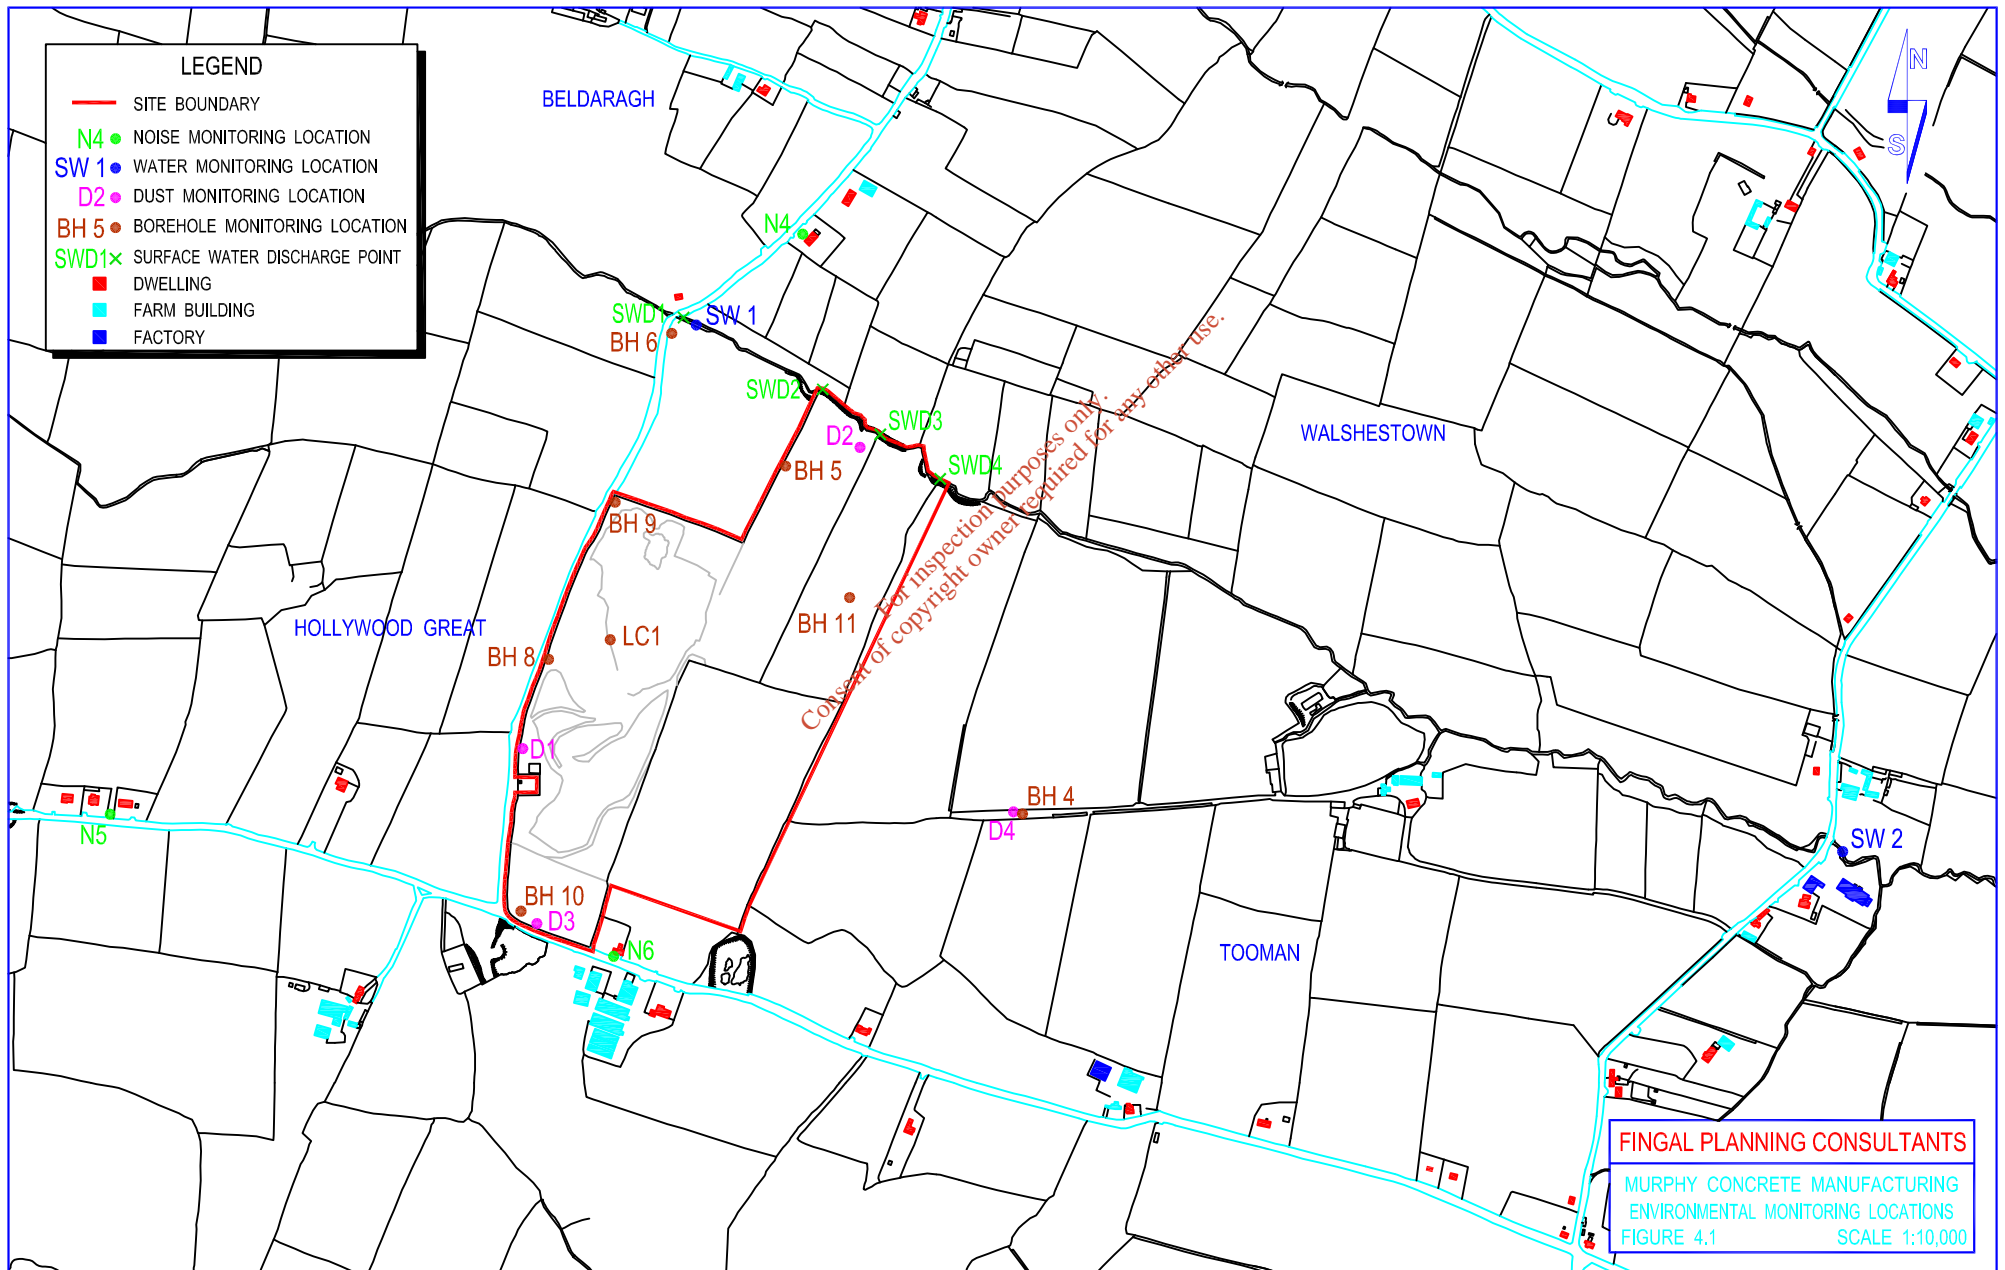 LEGEND
SITE BOUNDARY
N4 NOISE MONITORING LOCATION
SW 1 WATER MONITORING LOCATION
D2 DUST MONITORING LOCATION
BH 5 BOREHOLE MONITORING LOCATION
SWD1 SURFACE WATER DISCHARGE POINT
DWELLING
FARM BUILDING
FACTORY
BELDARAGH
N
S
N4
SWD1
SW 1
BH 6
SWD2
SWD3
D2
BH 5
SWD4
WALSHESTOWN
BH 9
For inspection purposes only.
Consent of copyright owner required for any other use.
HOLLYWOOD GREAT
LC1
BH 11
BH 8
D1
BH 4
D4
N5
SW 2
BH 10
D3
N6
TOOMAN
FINGAL PLANNING CONSULTANTS
MURPHY CONCRETE MANUFACTURING
ENVIRONMENTAL MONITORING LOCATIONS
FIGURE 4.1 SCALE 1:10,000